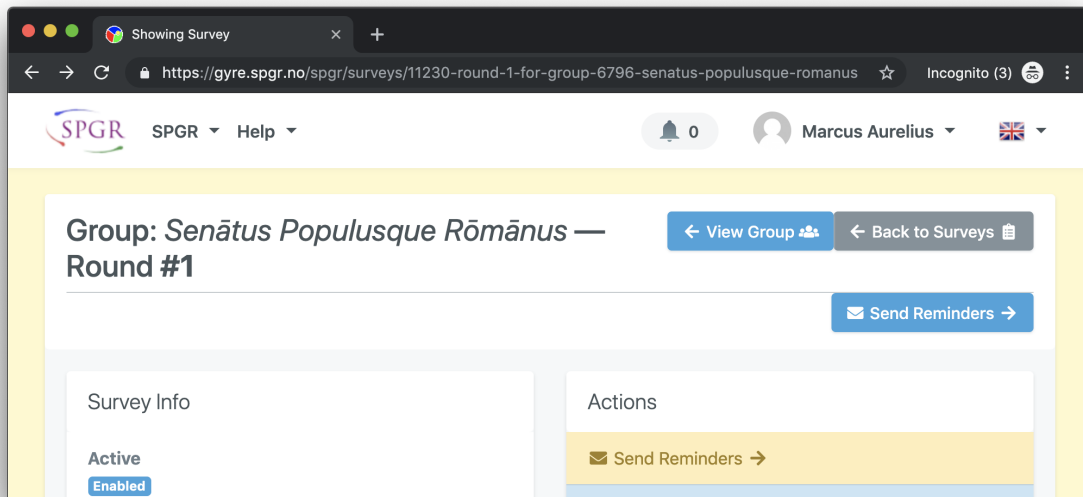 Showing Survey
https://gyre.spgr.no/spgr/surveys/11230-round-1-for-group-6796-senatus-populusque-romanus
Incognito (3)
SPGR
SPGR
Help
0
Marcus Aurelius
Group: Senātus Populusque Rōmānus —
Round #1
View Group
Back to Surveys
Send Reminders
Survey Info
Actions
Active
Send Reminders
Enabled